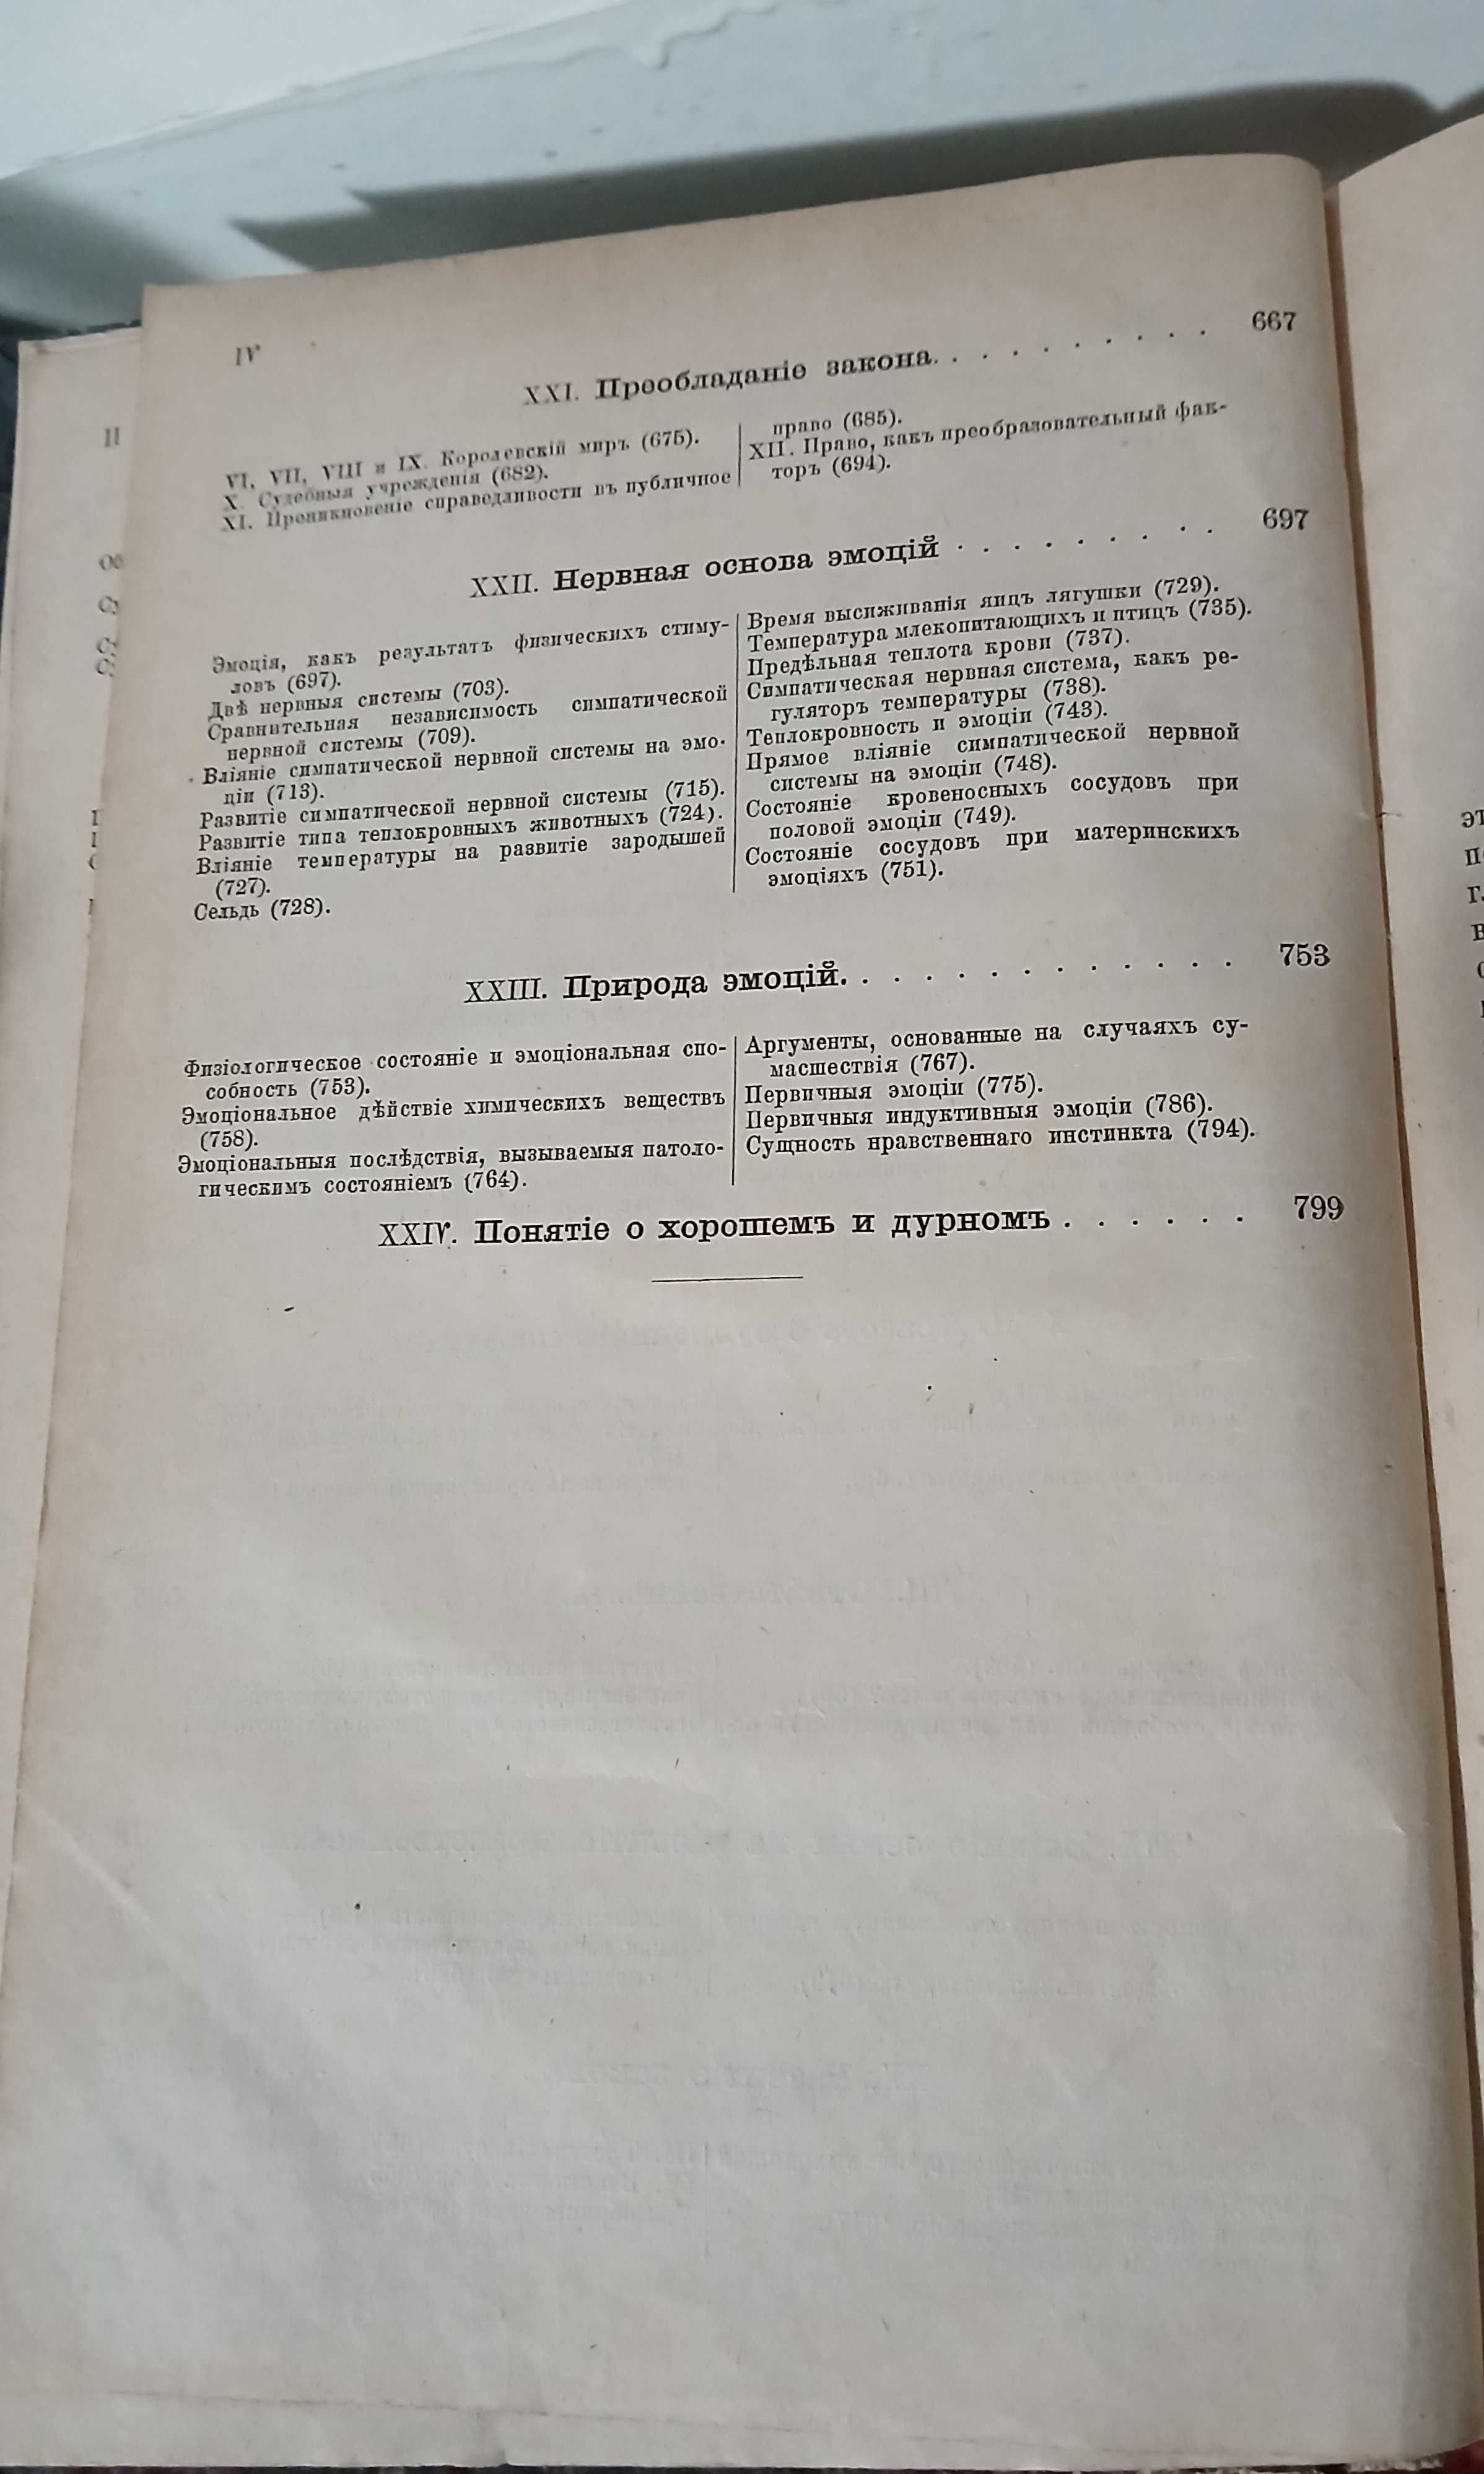 IV
XXI. Преобладаніе закона. . . . . . . . . . 667
VI, VII, VIII и IX. Королевскій миръ (675).
X. Судебныя учрежденія (682).
XI. Проникновеніе справедливости въ публичное
право (685).
XII. Право, какъ преобразовательный фак-
торъ (694).
XXII. Нервная основа эмоцій . . . . . . . . . 697
Эмоція, какъ результатъ физическихъ стиму-
ловъ (697).
Двѣ нервныя системы (703).
Сравнительная независимость симпатической
нервной системы (709).
Вліяніе симпатической нервной системы на эмо-
ціи (713).
Развитіе симпатической нервной системы (715).
Развитіе типа теплокровныхъ животныхъ (724).
Вліяніе температуры на развитіе зародышей
(727).
Сельдь (728).
Время высиживанія яицъ лягушки (729).
Температура млекопитающихъ и птицъ (735).
Предѣльная теплота крови (737).
Симпатическая нервная система, какъ ре-
гуляторъ температуры (738).
Теплокровность и эмоціи (743).
Прямое вліяніе симпатической нервной
системы на эмоціи (748).
Состояніе кровеносныхъ сосудовъ при
половой эмоціи (749).
Состояніе сосудовъ при материнскихъ
эмоціяхъ (751).
XXIII. Природа эмоцій. . . . . . . . . . . . . 753
Физіологическое состояніе и эмоціональная спо-
собность (753).
Эмоціональное дѣйствіе химическихъ веществъ
(758).
Эмоціональныя послѣдствія, вызываемыя патоло-
гическимъ состояніемъ (764).
Аргументы, основанные на случаяхъ су-
масшествія (767).
Первичныя эмоціи (775).
Первичныя индуктивныя эмоціи (786).
Сущность нравственнаго инстинкта (794).
XXIV. Понятіе о хорошемъ и дурномъ . . . . . . 799